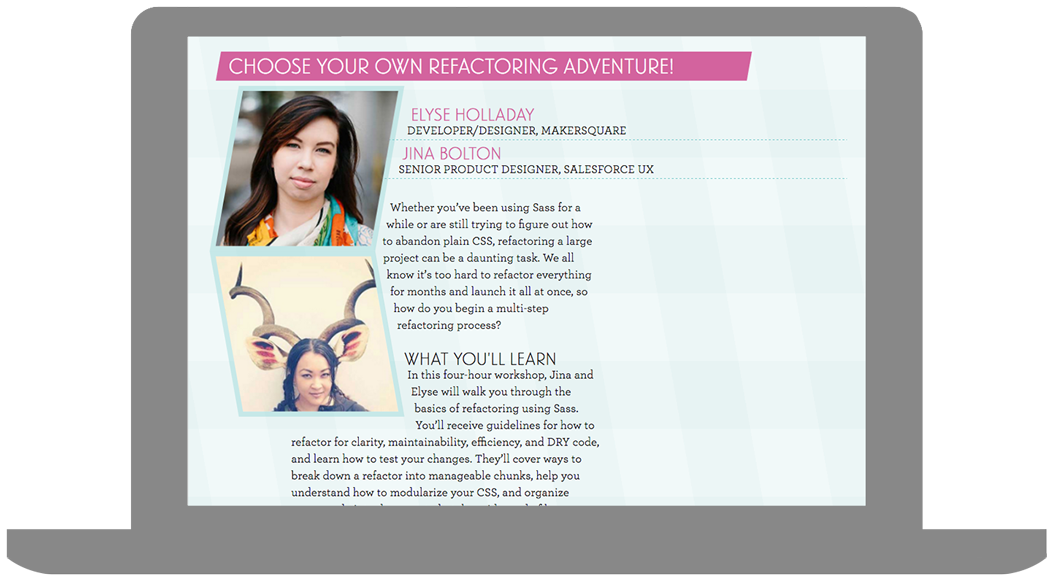 CHOOSE YOUR OWN REFACTORING ADVENTURE!
ELYSE HOLLADAY
DEVELOPER/DESIGNER, MAKERSQUARE
JINA BOLTON
SENIOR PRODUCT DESIGNER, SALESFORCE UX
Whether you've been using Sass for a
while or are still trying to figure out how
to abandon plain CSS, refactoring a large
project can be a daunting task. We all
know it's too hard to refactor everything
for months and launch it all at once, so
how do you begin a multi-step
refactoring process?
WHAT YOU'LL LEARN
In this four-hour workshop, Jina and
Elyse will walk you through the
basics of refactoring using Sass.
You'll receive guidelines for how to
refactor for clarity, maintainability, efficiency, and DRY code,
and learn how to test your changes. They'll cover ways to
break down a refactor into manageable chunks, help you
understand how to modularize your CSS, and organize